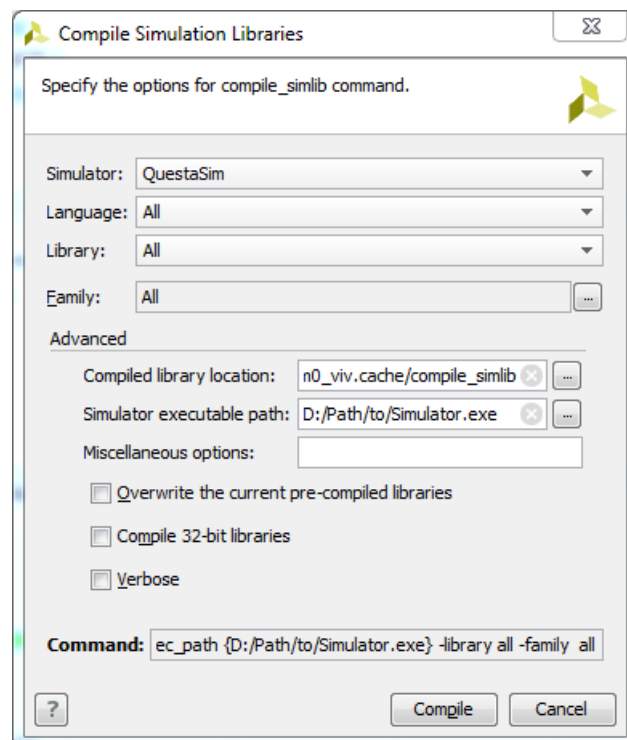 Compile Simulation Libraries
Specify the options for compile_simlib command.
Simulator: QuestaSim
Language: All
Library: All
Family: All ...
Advanced
Compiled library location: n0_viv.cache/compile_simlib ...
Simulator executable path: D:/Path/to/Simulator.exe ...
Miscellaneous options:
Overwrite the current pre-compiled libraries
Compile 32-bit libraries
Verbose
Command: ec_path {D:/Path/to/Simulator.exe} -library all -family  all
? Compile Cancel